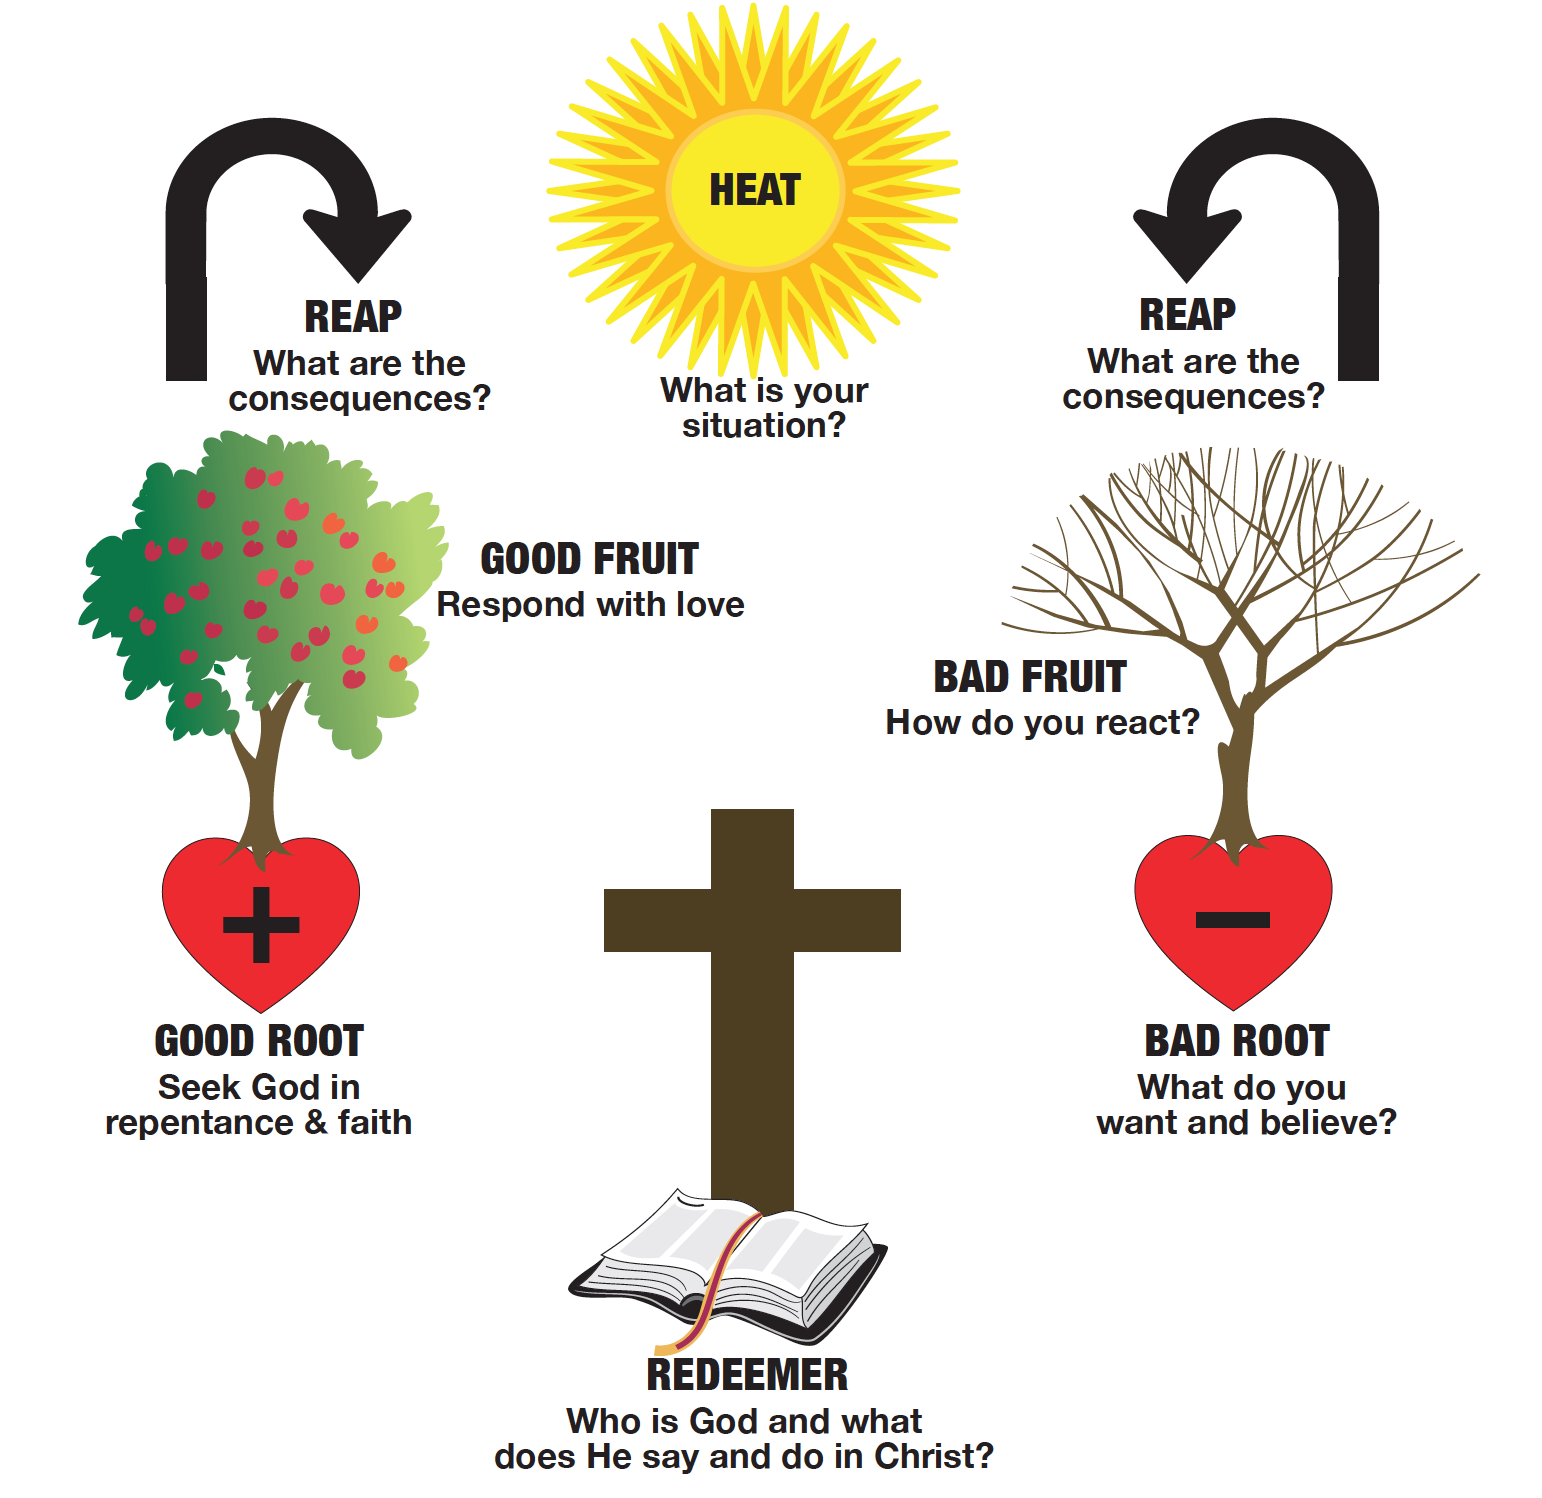 HEAT
What is your
situation?
REAP
What are the
consequences?
REAP
What are the
consequences?
GOOD FRUIT
Respond with love
BAD FRUIT
How do you react?
+
−
GOOD ROOT
Seek God in
repentance & faith
BAD ROOT
What do you
want and believe?
REDEEMER
Who is God and what
does He say and do in Christ?